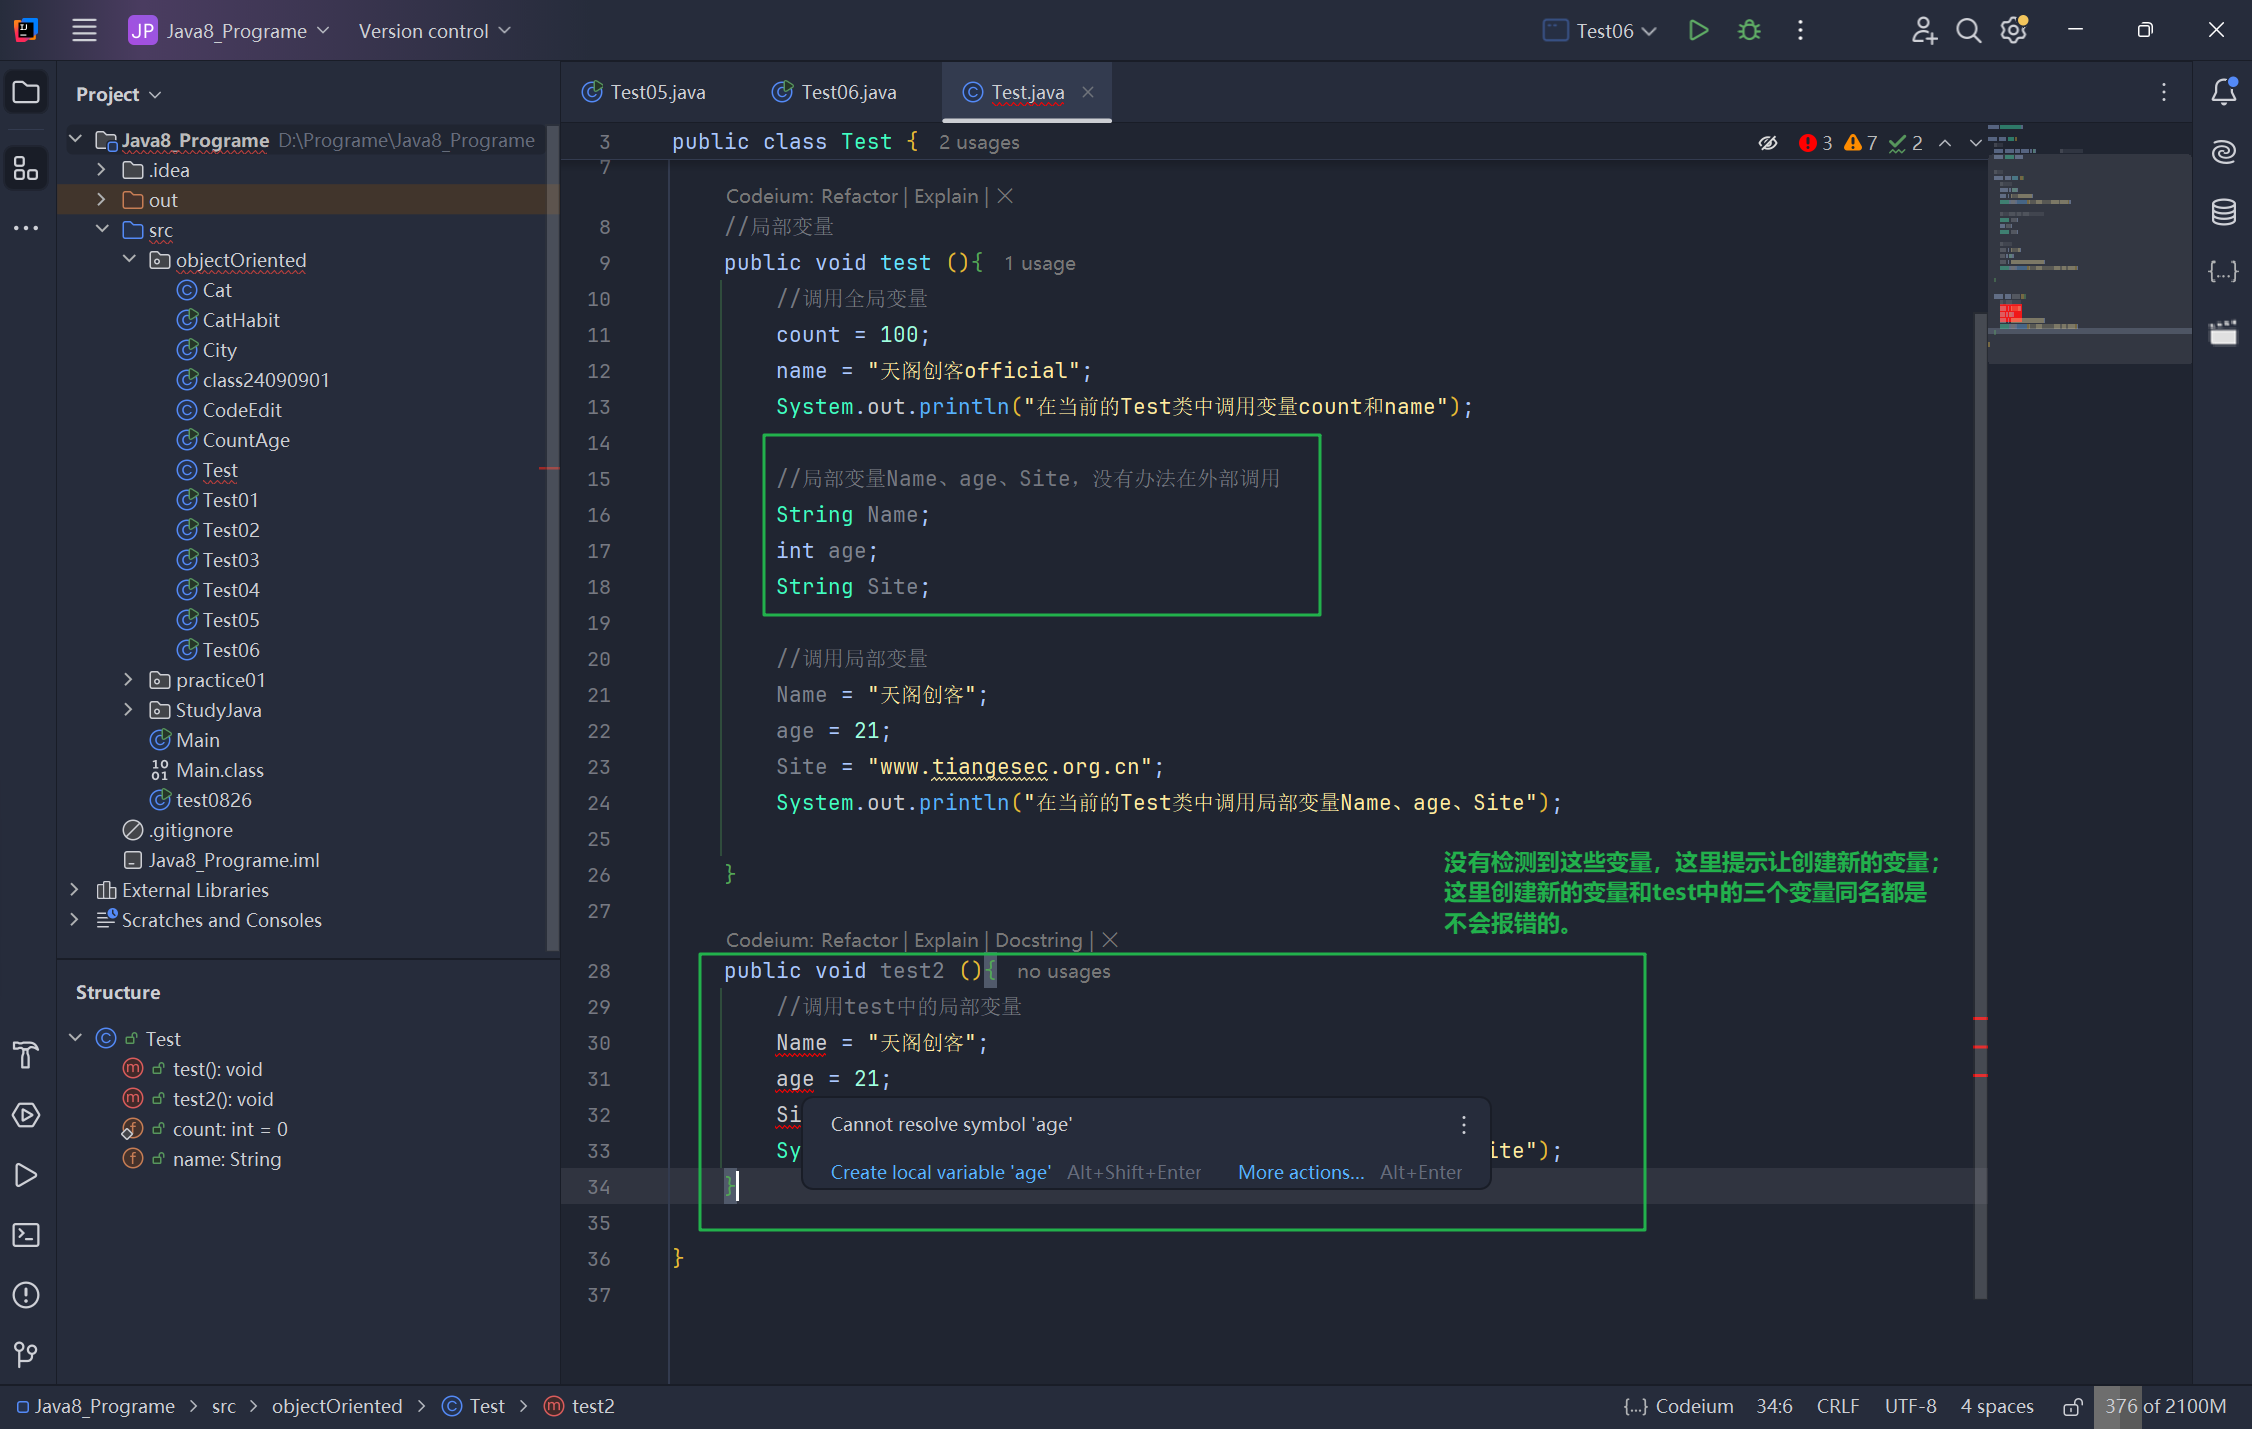 JP Java8_Programe Version control Test06
Project
Java8_Programe D:\Programe\Java8_Programe
.idea
out
src
objectOriented
Cat
CatHabit
City
class24090901
CodeEdit
CountAge
Test
Test01
Test02
Test03
Test04
Test05
Test06
practice01
StudyJava
Main
Main.class
test0826
.gitignore
Java8_Programe.iml
External Libraries
Scratches and Consoles
Structure
Test
test(): void
test2(): void
count: int = 0
name: String
Test05.java Test06.java Test.java
3 public class Test { 2 usages 3 7 2
7
Codeium: Refactor | Explain | ×
8 //局部变量
9 public void test (){ 1 usage
10 //调用全局变量
11 count = 100;
12 name = "天阁创客official";
13 System.out.println("在当前的Test类中调用变量count和name");
14
15 //局部变量Name、age、Site，没有办法在外部调用
16 String Name;
17 int age;
18 String Site;
19
20 //调用局部变量
21 Name = "天阁创客";
22 age = 21;
23 Site = "www.tiangesec.org.cn";
24 System.out.println("在当前的Test类中调用局部变量Name、age、Site");
25
26 }
27
没有检测到这些变量，这里提示让创建新的变量；
这里创建新的变量和test中的三个变量同名都是
不会报错的。
Codeium: Refactor | Explain | Docstring | ×
28 public void test2 (){ no usages
29 //调用test中的局部变量
30 Name = "天阁创客";
31 age = 21;
32 Si
Cannot resolve symbol 'age'
33 Sy ite");
Create local variable 'age' Alt+Shift+Enter More actions... Alt+Enter
34 }
35
36 }
37
Java8_Programe > src > objectOriented > Test > test2 {...} Codeium 34:6 CRLF UTF-8 4 spaces 376 of 2100M